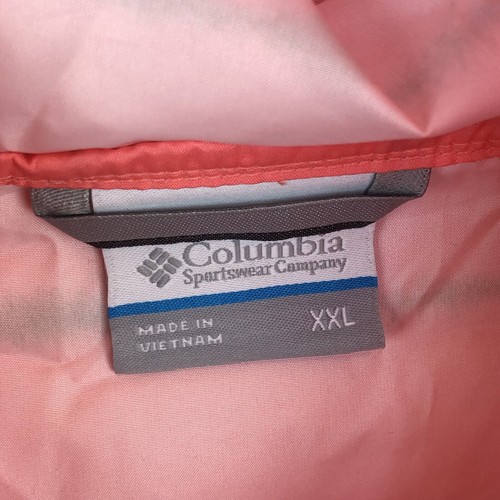 Columbia
Sportswear Company
MADE IN
VIETNAM
XXL